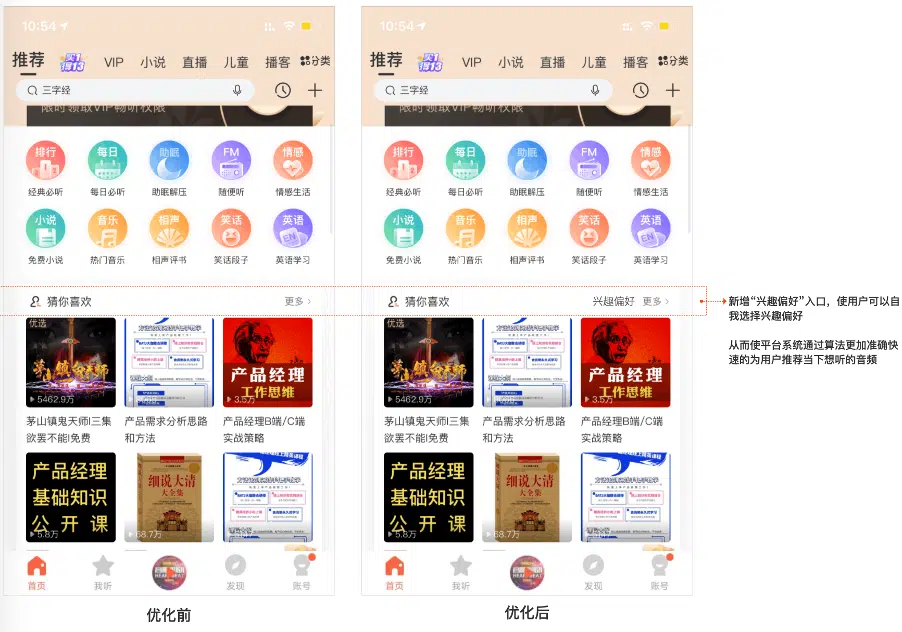 10:54
推荐 买1得13 VIP 小说 直播 儿童 播客 分类
三字经
限时领取VIP畅听权限
排行 每日 助眠 FM 情感
经典必听 每日必听 助眠解压 随便听 情感生活
小说 音乐 相声 笑话 英语
EN
免费小说 热门音乐 相声评书 笑话段子 英语学习
猜你喜欢 更多
优选
产品经理
工作思维
5462.9万 3.5万
茅山镇鬼天师|三集 产品需求分析思路 产品经理B端/C端
欲罢不能|免费 和方法 实战策略
产品经理
基础知识
公开课
细说大清
大全集
5.8万 68.7万
首页 我听 发现 账号
优化前
10:54
推荐 买1得13 VIP 小说 直播 儿童 播客 分类
三字经
限时领取VIP畅听权限
排行 每日 助眠 FM 情感
经典必听 每日必听 助眠解压 随便听 情感生活
小说 音乐 相声 笑话 英语
EN
免费小说 热门音乐 相声评书 笑话段子 英语学习
猜你喜欢 兴趣偏好 更多
优选
产品经理
工作思维
5462.9万 3.5万
茅山镇鬼天师|三集 产品需求分析思路 产品经理B端/C端
欲罢不能|免费 和方法 实战策略
产品经理
基础知识
公开课
细说大清
大全集
5.8万 68.7万
首页 我听 发现 账号
优化后
新增“兴趣偏好”入口，使用户可以自
我选择兴趣偏好
从而使平台系统通过算法更加准确快
速的为用户推荐当下想听的音频